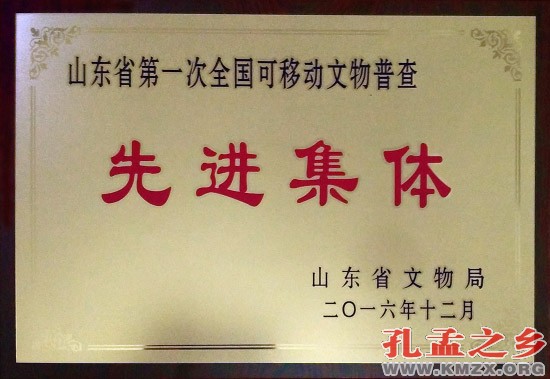 山东省第一次全国可移动文物普查
先进集体
山东省文物局
二〇一六年十二月
孔孟之乡
WWW.KMZX.ORG